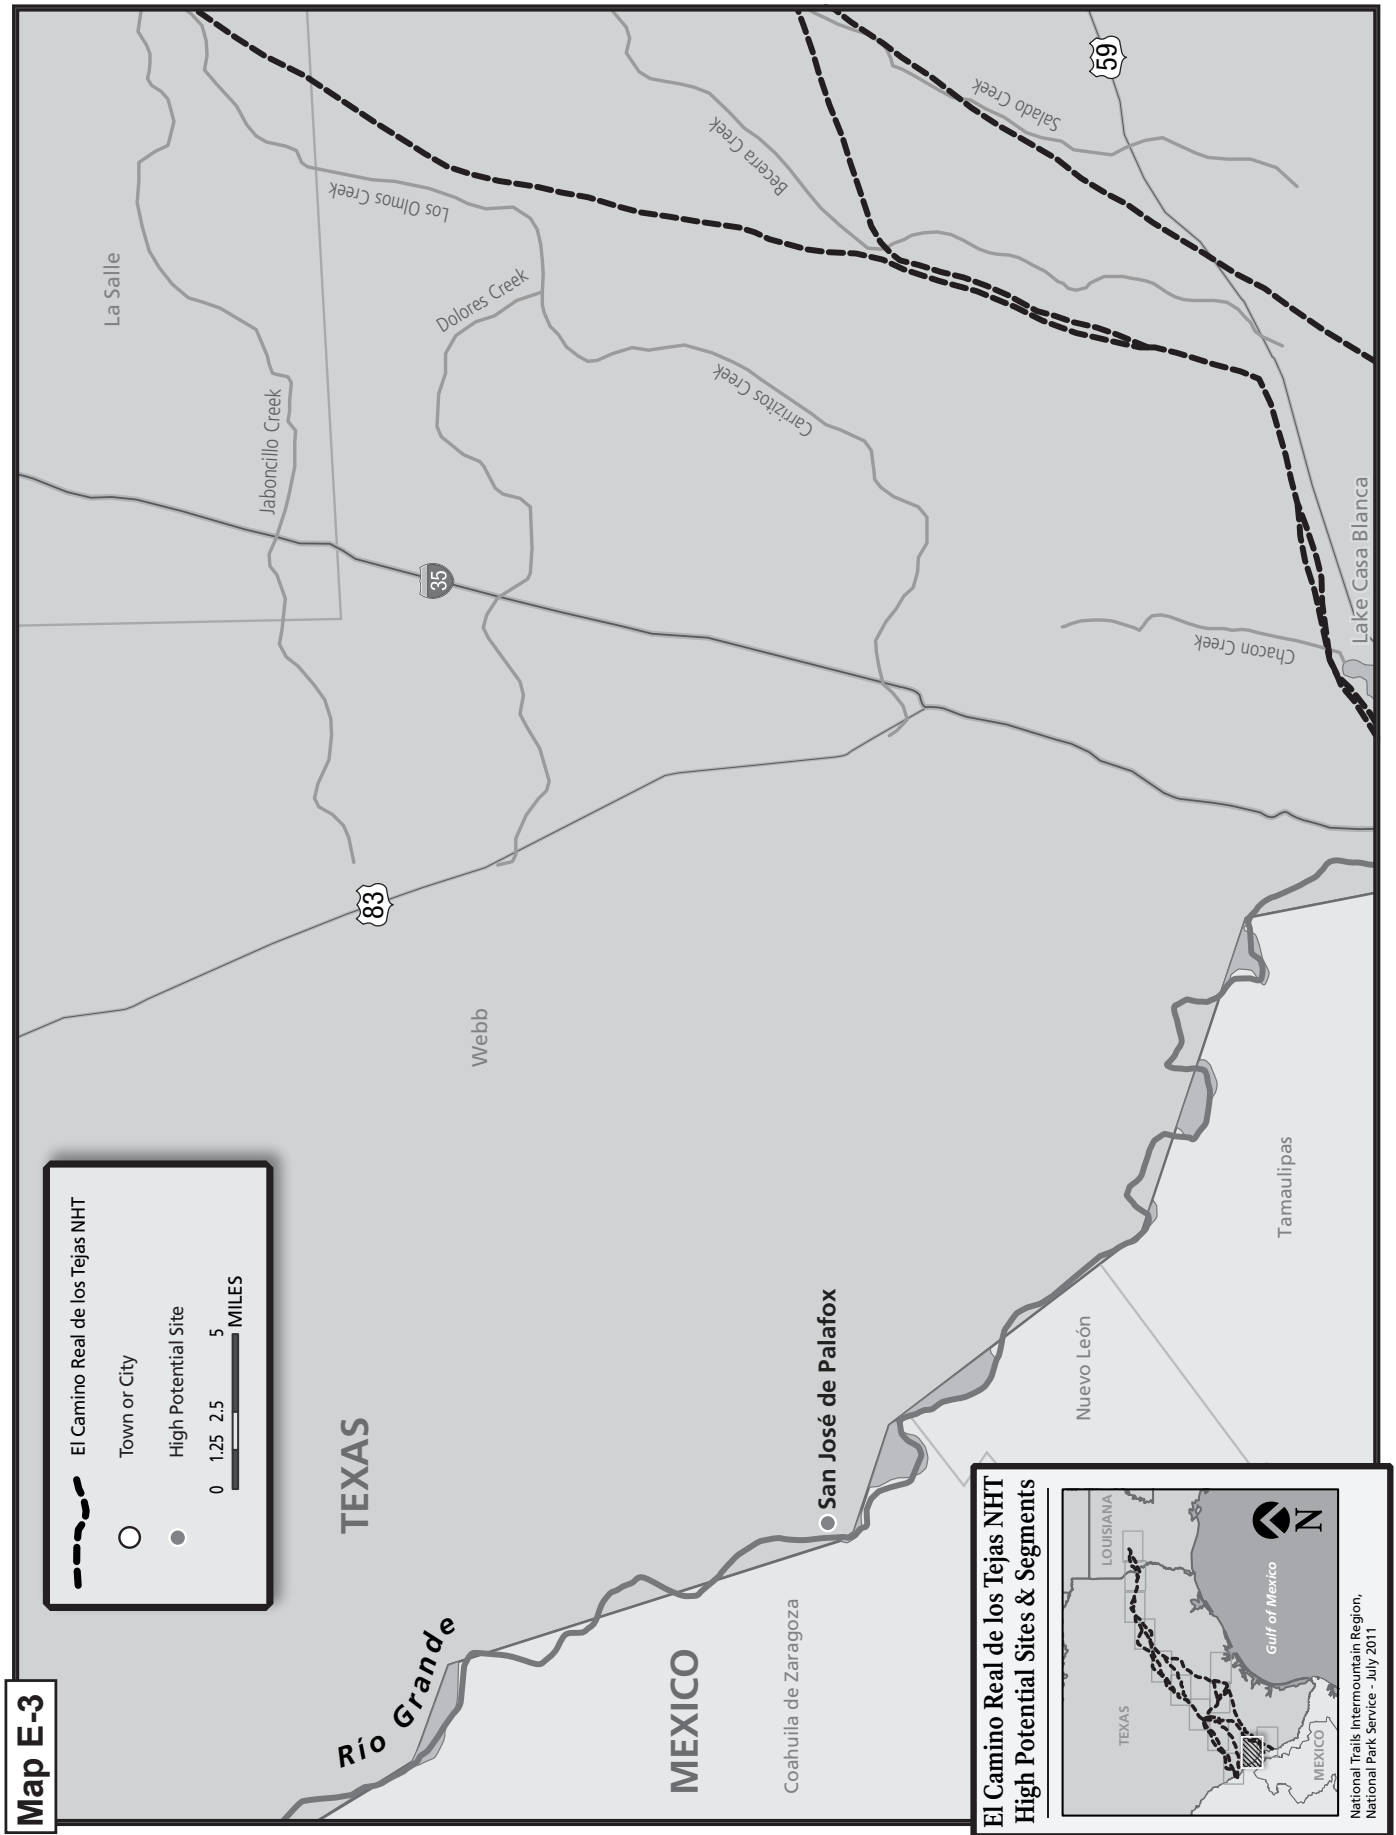 Map E-3
El Camino Real de los Tejas NHT
Town or City
High Potential Site
0 1.25 2.5 5
MILES
TEXAS
MEXICO
Río Grande
Coahuila de Zaragoza
San José de Palafox
Nuevo León
Tamaulipas
Webb
La Salle
83
35
59
Jaboncillo Creek
Los Olmos Creek
Dolores Creek
Carrizitos Creek
Becerra Creek
Salado Creek
Chacon Creek
Lake Casa Blanca
El Camino Real de los Tejas NHT
High Potential Sites & Segments
LOUISIANA
TEXAS
MEXICO
Gulf of Mexico
N
National Trails Intermountain Region,
National Park Service - July 2011